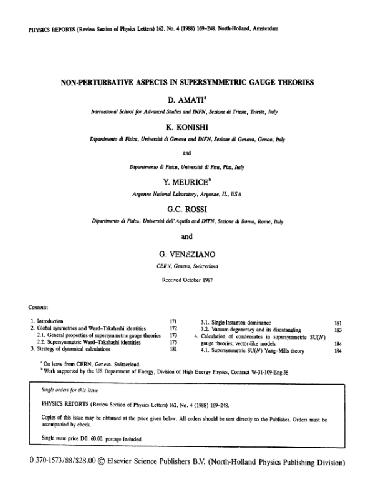 PHYSICS REPORTS (Review Section of Physics Letters) 162, No. 4 (1988) 169–248. North-Holland, Amsterdam
NON-PERTURBATIVE ASPECTS IN SUPERSYMMETRIC GAUGE THEORIES
D. AMATI^a
International School for Advanced Studies and INFN, Sezione di Trieste, Trieste, Italy
K. KONISHI
Dipartimento di Fisica, Università di Genova and INFN, Sezione di Genova, Genoa, Italy
and
Dipartimento di Fisica, Università di Pisa, Pisa, Italy
Y. MEURICE^b
Argonne National Laboratory, Argonne, IL, USA
G.C. ROSSI
Dipartimento di Fisica, Università dell'Aquila and INFN, Sezione di Roma, Rome, Italy
and
G. VENEZIANO
CERN, Geneva, Switzerland
Received October 1987
Contents:
1. Introduction 171
2. Global symmetries and Ward–Takahashi identities 172
2.1. General properties of supersymmetric gauge theories 173
2.2. Supersymmetric Ward–Takahashi identities 175
3. Strategy of dynamical calculations 181
3.1. Single instanton dominance 181
3.2. Vacuum degeneracy and its disentangling 183
4. Calculation of condensates in supersymmetric SU(N)
gauge theories, vector-like models 184
4.1. Supersymmetric SU(N) Yang–Mills theory 184
^a On leave from CERN, Geneva, Switzerland.
^b Work supported by the US Department of Energy, Division of High Energy Physics, Contract W-31-109-Eng-38
Single orders for this issue
PHYSICS REPORTS (Review Section of Physics Letters) 162, No. 4 (1988) 169–248.
Copies of this issue may be obtained at the price given below. All orders should be sent directly to the Publisher. Orders must be
accompanied by check.
Single issue price Dfl. 60.00, postage included.
0 370-1573/88/$28.00 © Elsevier Science Publishers B.V. (North-Holland Physics Publishing Division)